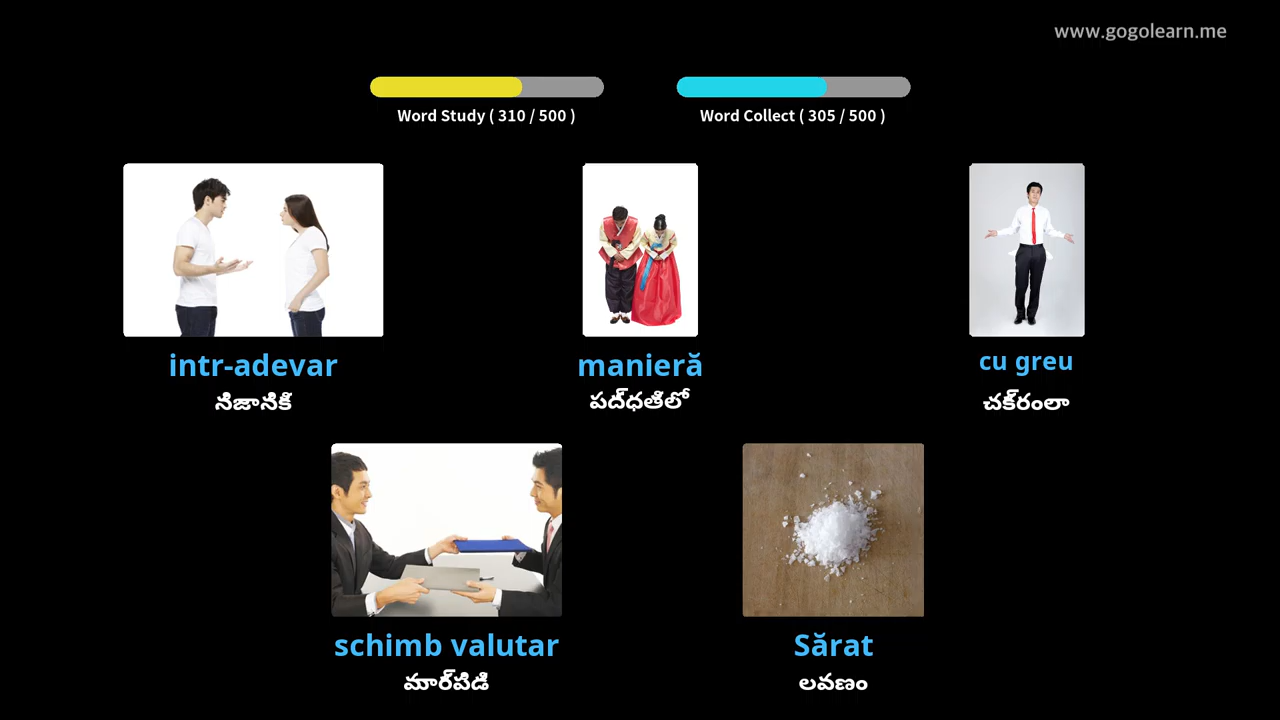 www.gogolearn.me
Word Study ( 310 / 500 )
Word Collect ( 305 / 500 )
intr-adevar
manieră
cu greu
నిజానికి
పద్ధతిలో
చక్రంలా
schimb valutar
Sărat
మార్పిడి
లవణం